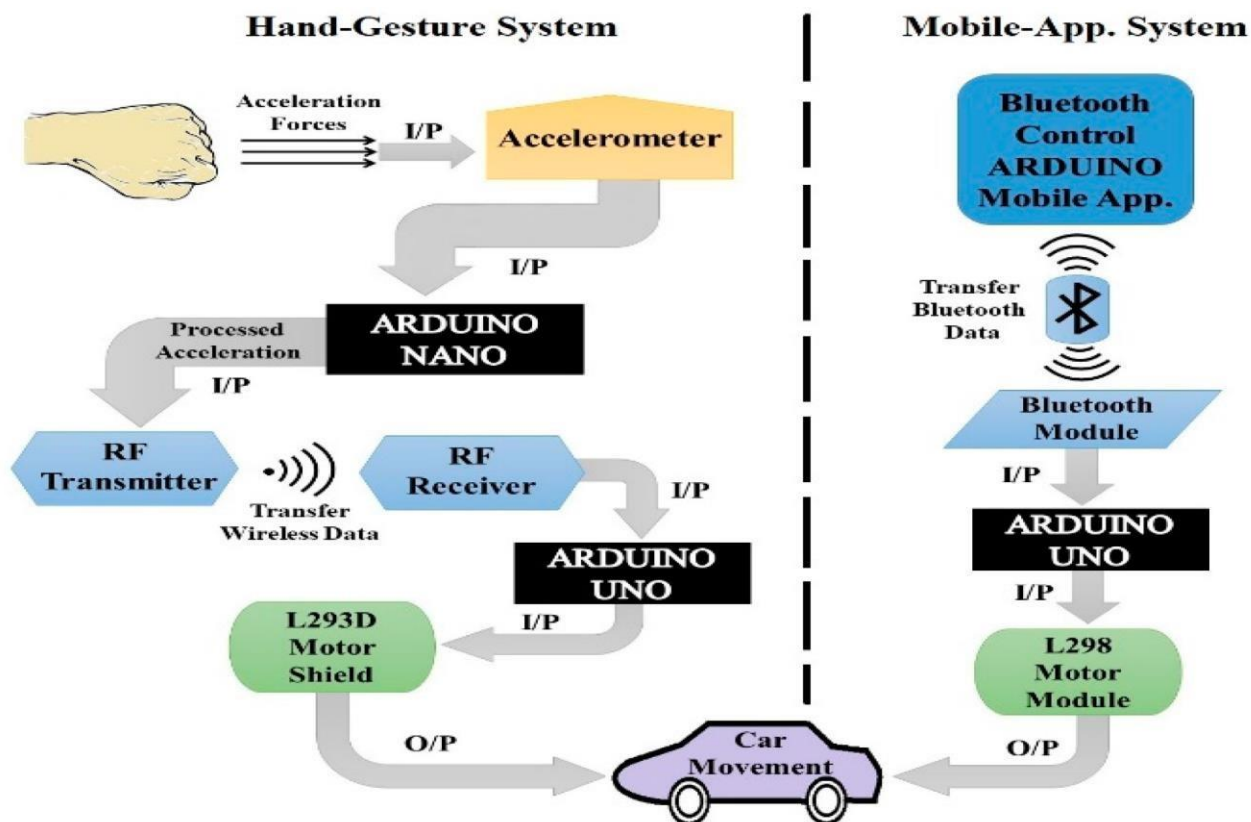 Hand-Gesture System
Mobile-App. System
Acceleration
Forces
I/P
Accelerometer
I/P
ARDUINO
NANO
Processed
Acceleration
I/P
RF
Transmitter
Transfer
Wireless Data
RF
Receiver
I/P
ARDUINO
UNO
I/P
L293D
Motor
Shield
O/P
Car
Movement
Bluetooth
Control
ARDUINO
Mobile App.
Transfer
Bluetooth
Data
Bluetooth
Module
I/P
ARDUINO
UNO
I/P
L298
Motor
Module
O/P